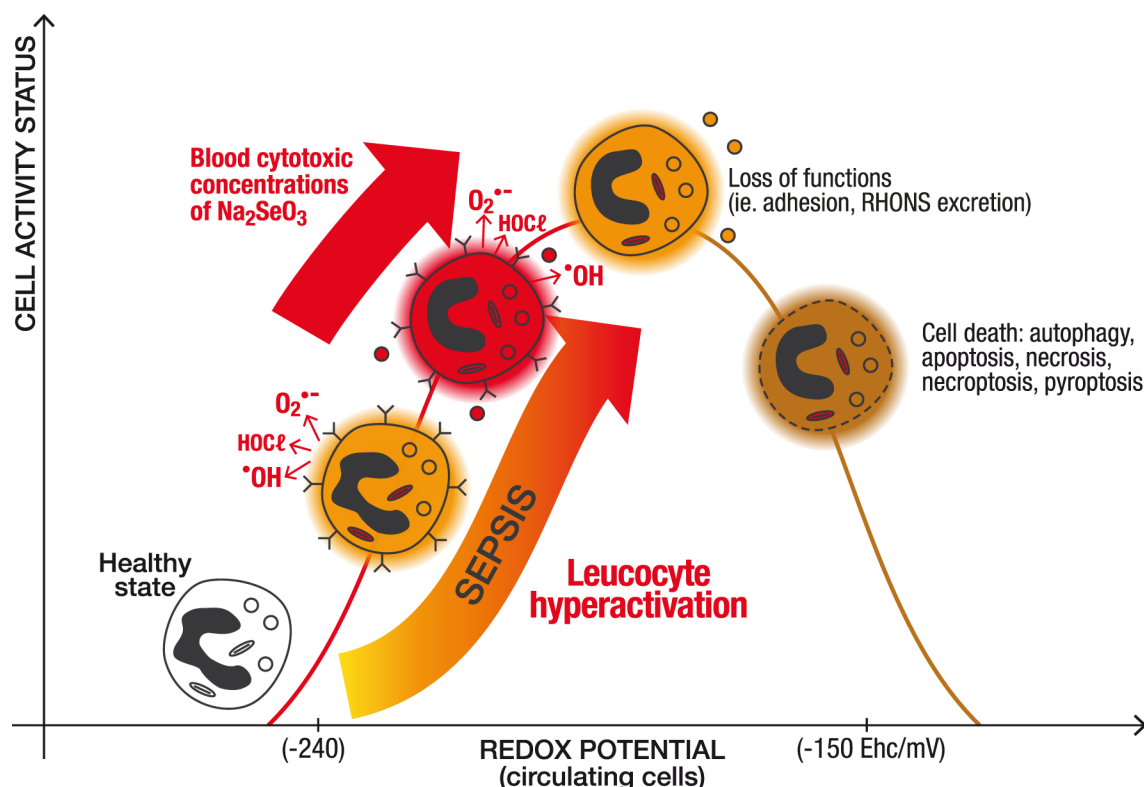 CELL ACTIVITY STATUS
Blood cytotoxic
concentrations
of Na₂SeO₃
O₂•-
HOCℓ
•OH
Loss of functions
(ie. adhesion, RHONS excretion)
Cell death: autophagy,
apoptosis, necrosis,
necroptosis, pyroptosis
O₂•-
HOCℓ
•OH
SEPSIS
Healthy
state
Leucocyte
hyperactivation
(-240)
REDOX POTENTIAL
(circulating cells)
(-150 Ehc/mV)